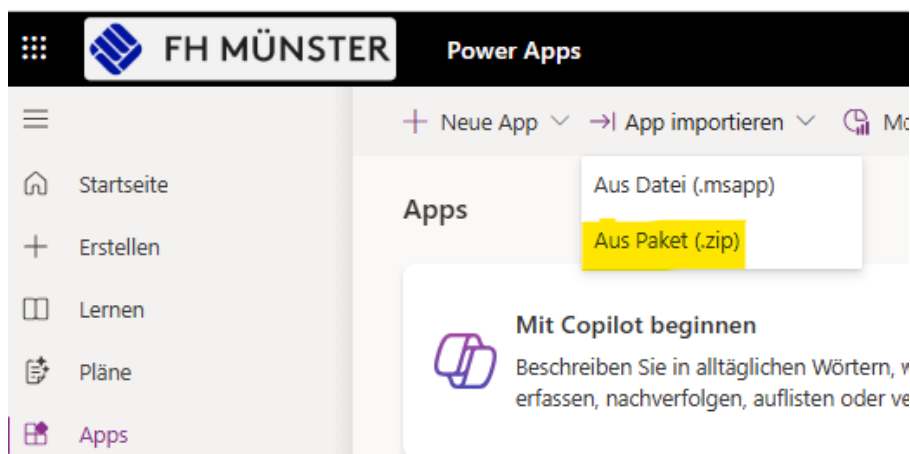 FH MÜNSTER
Power Apps
Neue App
App importieren
Startseite
Aus Datei (.msapp)
Apps
Aus Paket (.zip)
Erstellen
Lernen
Mit Copilot beginnen
Pläne
Beschreiben Sie in alltäglichen Wörtern,
erfassen, nachverfolgen, auflisten oder
Apps